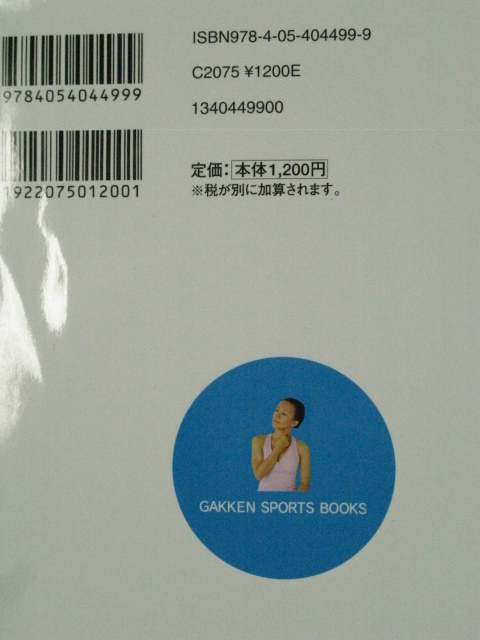 ISBN978-4-05-404499-9
C2075 ¥1200E
9784054044999
1340449900
1922075012001
定価：本体1,200円
※税が別に加算されます。
GAKKEN SPORTS BOOKS